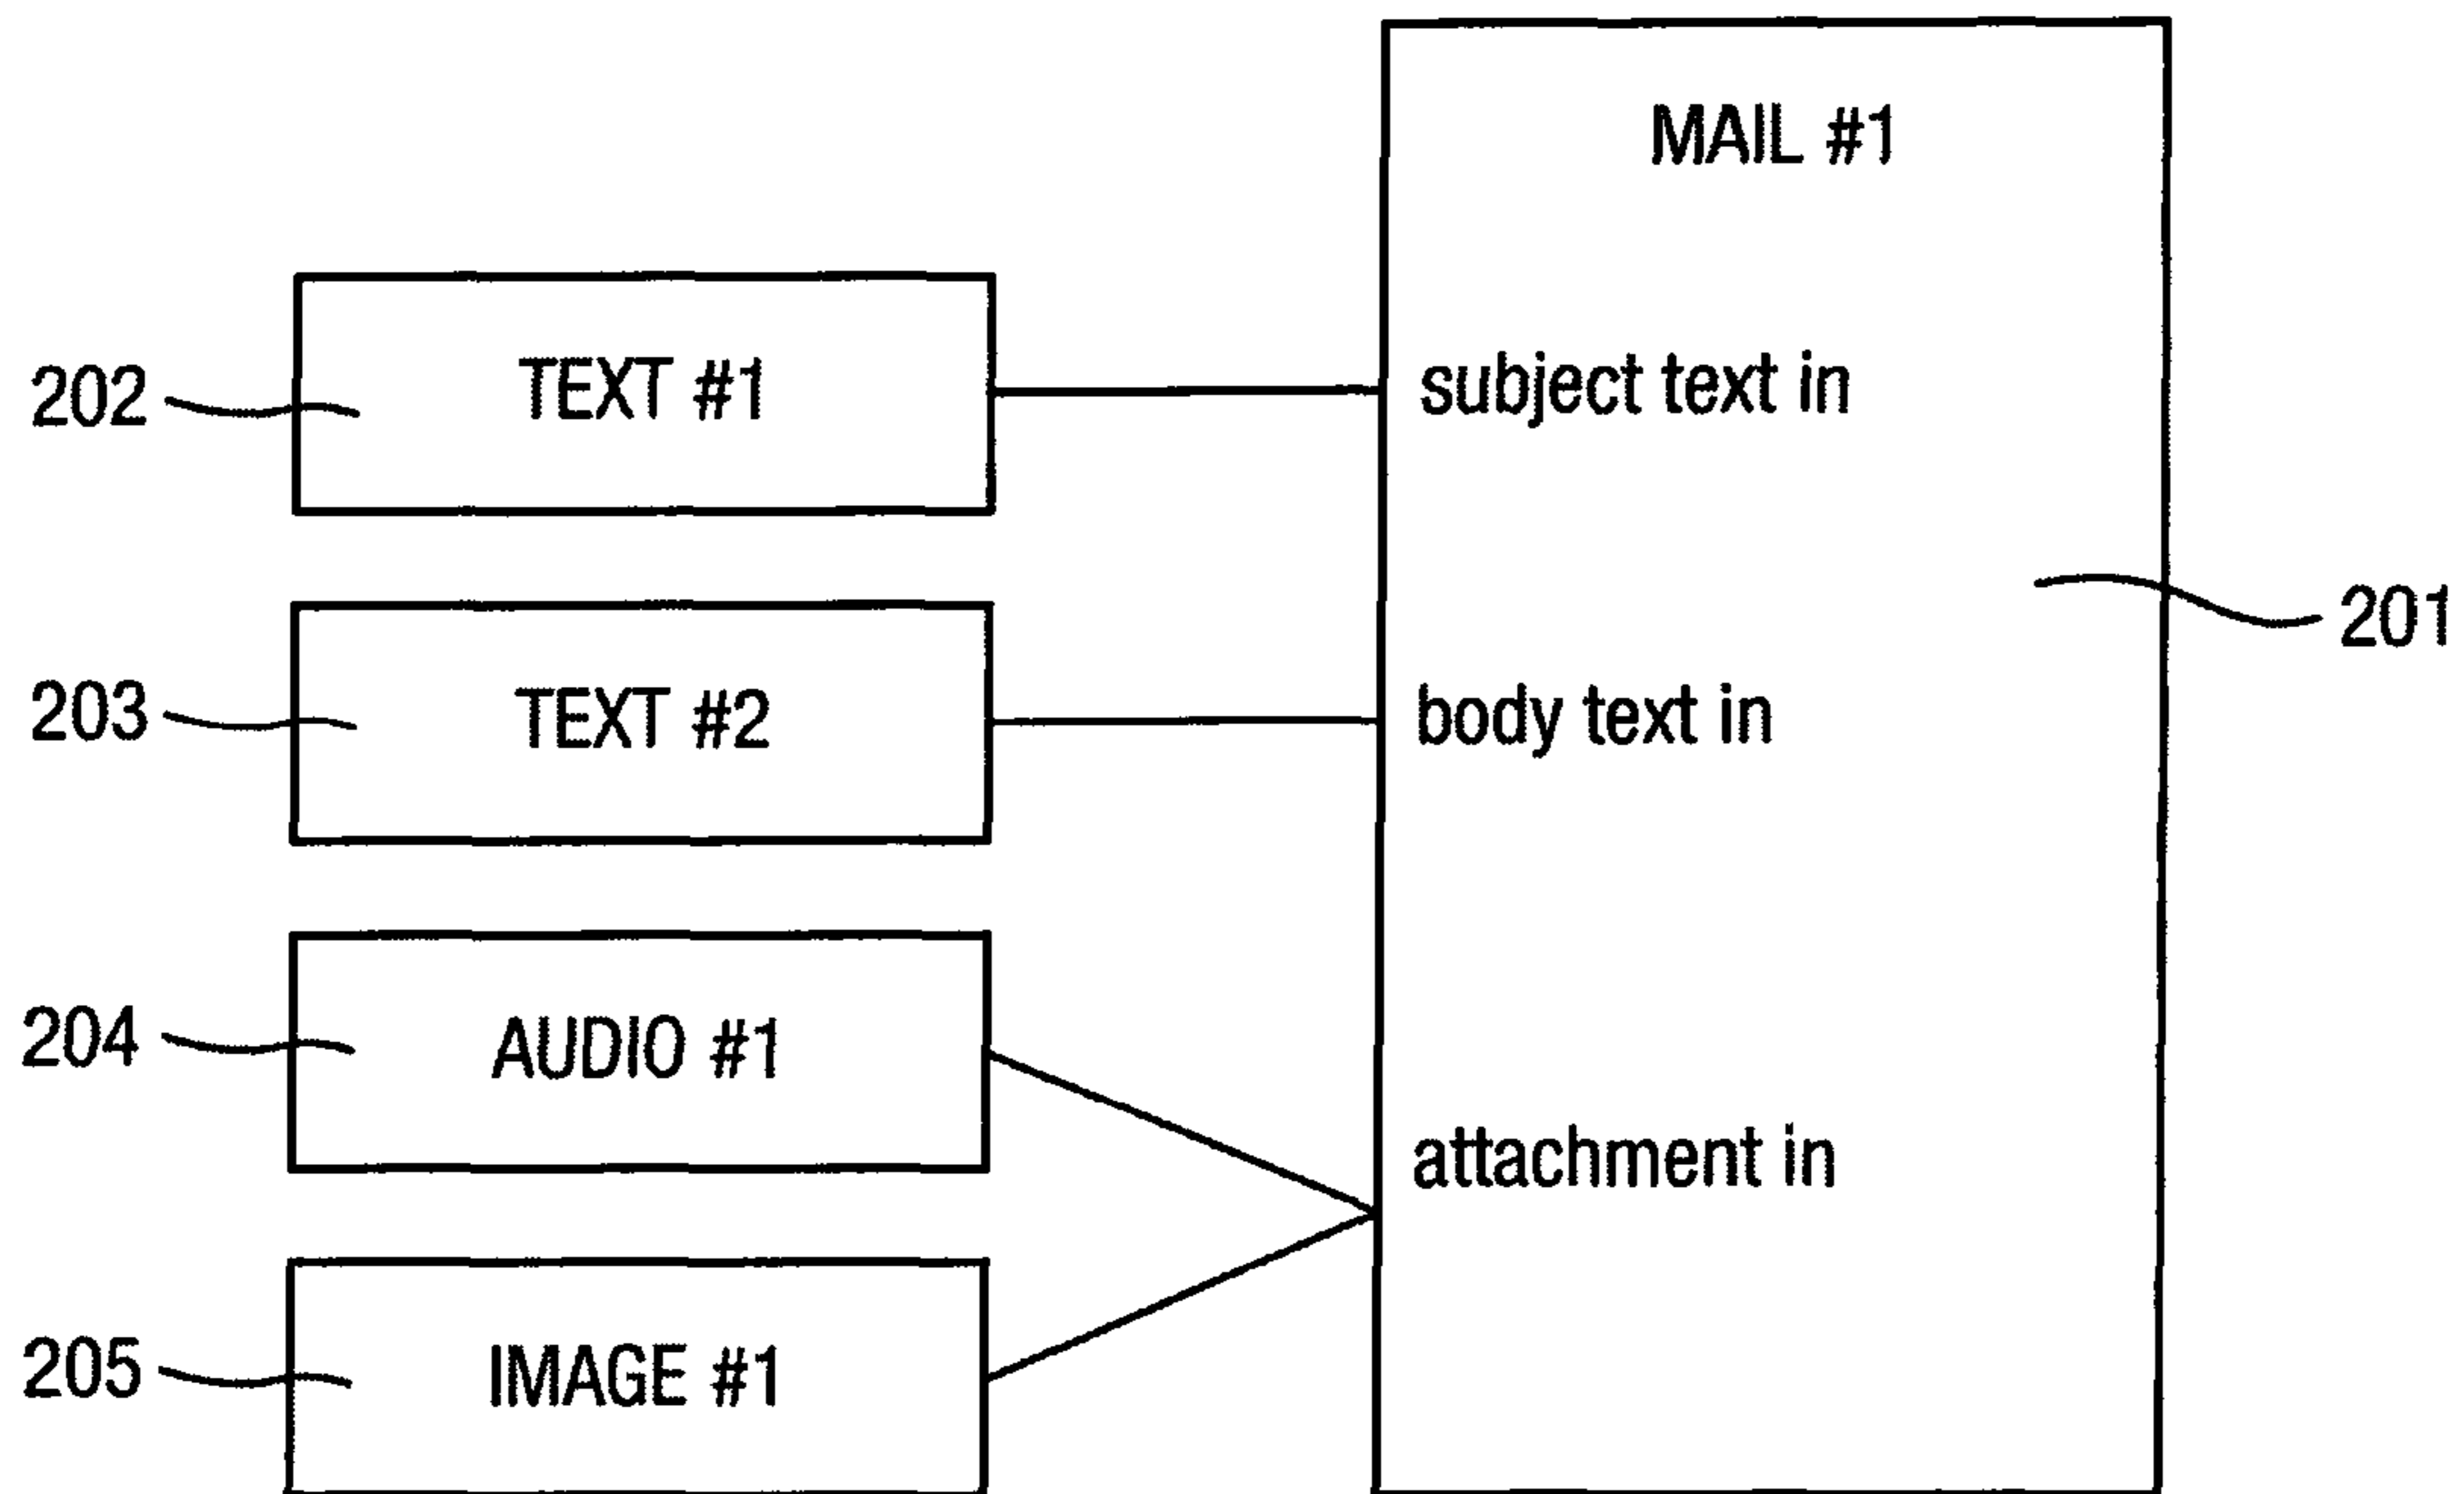 MAIL #1
202
TEXT #1
subject text in
201
203
TEXT #2
body text in
204
AUDIO #1
attachment in
205
IMAGE #1